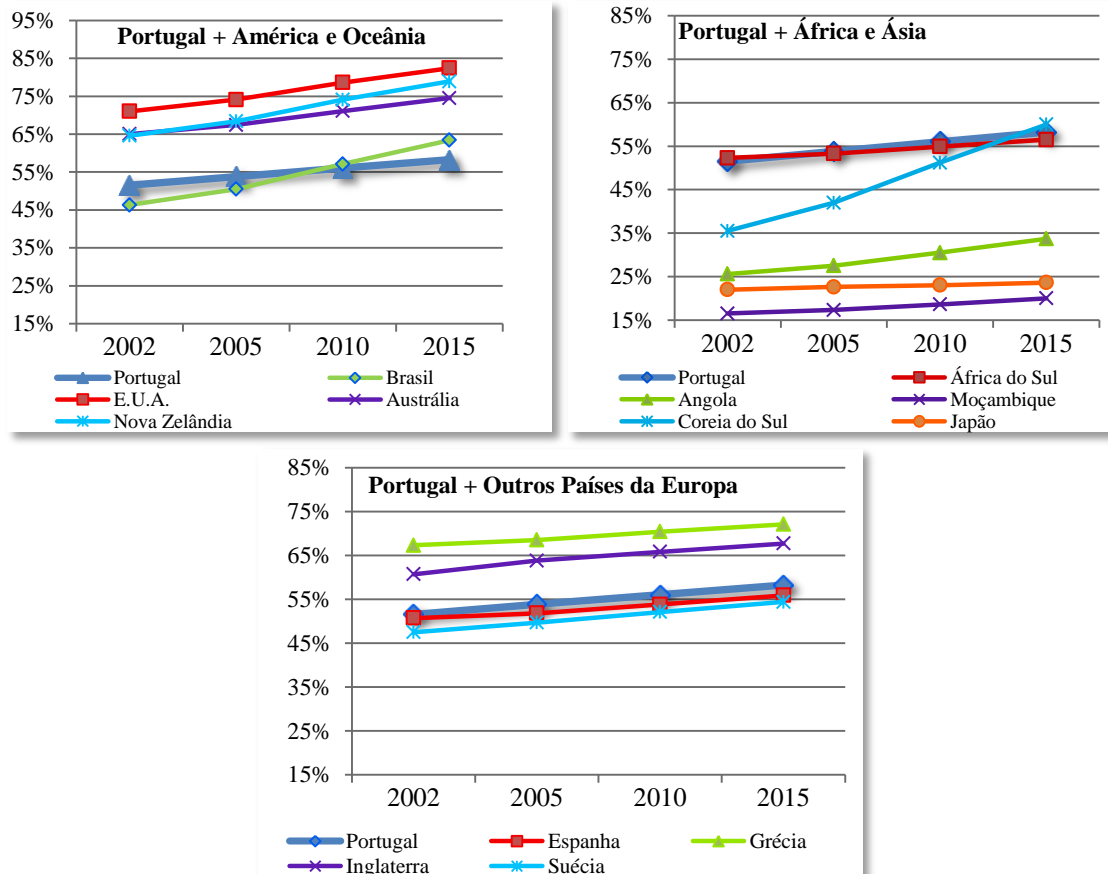 Portugal + América e Oceânia
95%
85%
75%
65%
55%
45%
35%
25%
15%
2002 2005 2010 2015
Portugal Brasil
E.U.A. Austrália
Nova Zelândia
Portugal + África e Ásia
85%
75%
65%
55%
45%
35%
25%
15%
2002 2005 2010 2015
Portugal África do Sul
Angola Moçambique
Coreia do Sul Japão
Portugal + Outros Países da Europa
85%
75%
65%
55%
45%
35%
25%
15%
2002 2005 2010 2015
Portugal Espanha Grécia
Inglaterra Suécia